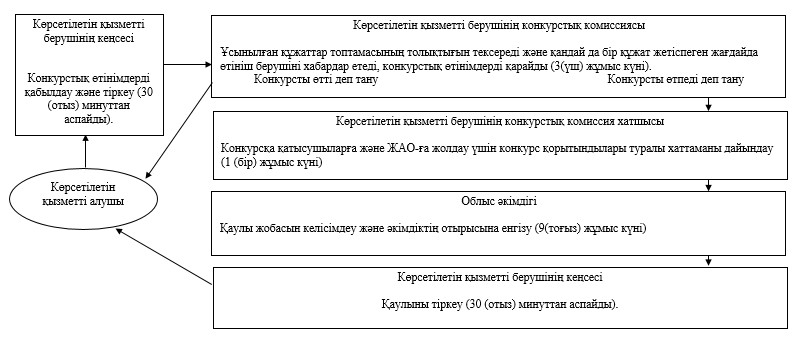 Көрсетілетін қызметті
берушінің кеңсесі
Конкурстық өтінімдерді
қабылдау және тіркеу (30
(отыз) минуттан
аспайды).
Көрсетілетін қызметті берушінің конкурстық комиссиясы
Ұсынылған құжаттар топтамасының толықтығын тексереді және қандай да бір құжат жетіспеген жағдайда
өтініш берушіні хабардар етеді, конкурстық өтінімдерді қарайды (3(үш) жұмыс күні).
Конкурсты өтті деп тану Конкурсты өтпеді деп тану
Көрсетілетін қызметті берушінің конкурстық комиссия хатшысы
Конкурсқа қатысушыларға және ЖАО-ға жолдау үшін конкурс қорытындылары туралы хаттаманы дайындау
(1 (бір) жұмыс күні)
Көрсетілетін
қызметті алушы
Облыс әкімдігі
Қаулы жобасын келісімдеу және әкімдіктің отырысына енгізу (9(тоғыз) жұмыс күні)
Көрсетілетін қызметті берушінің кеңсесі
Қаулыны тіркеу (30 (отыз) минуттан аспайды).